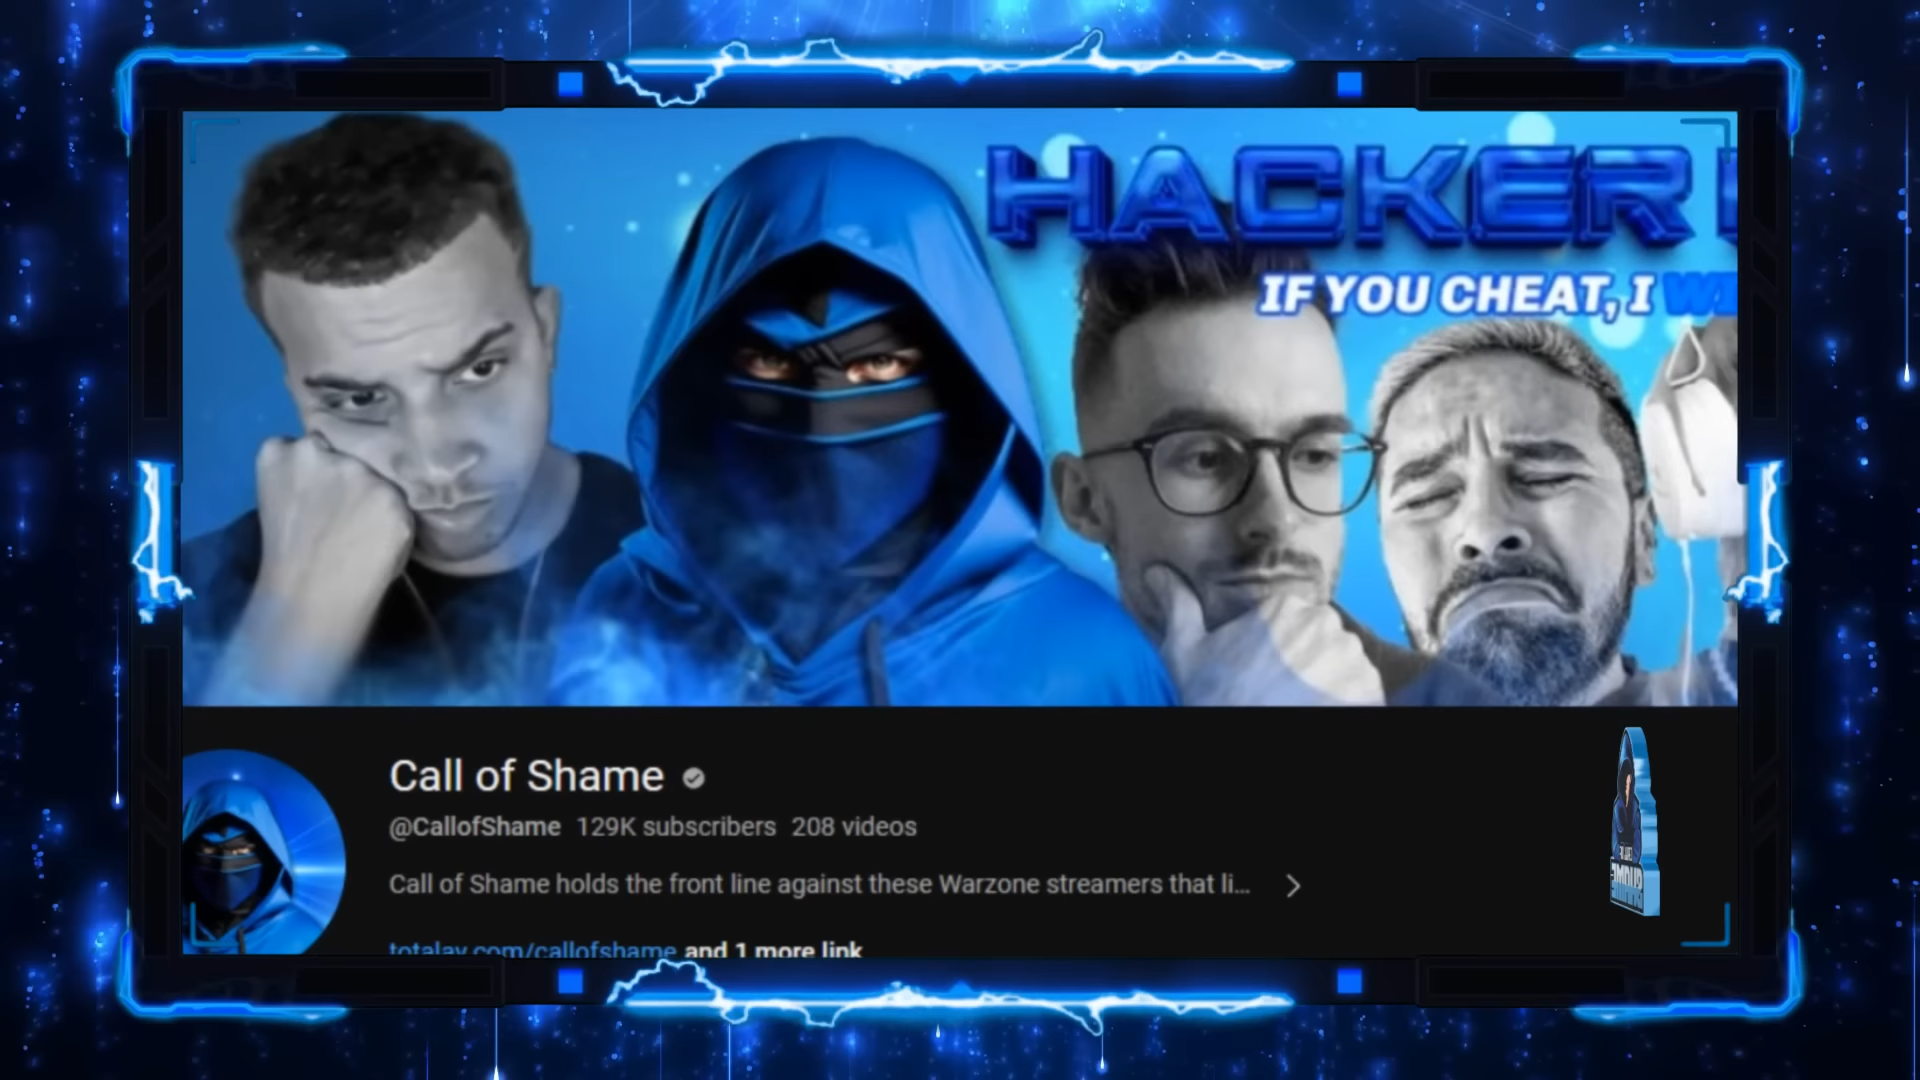 HACKER
IF YOU CHEAT, I
Call of Shame
@CallofShame 129K subscribers 208 videos
Call of Shame holds the front line against these Warzone streamers that li...
totalav.com/callofshame and 1 more link
SHAME